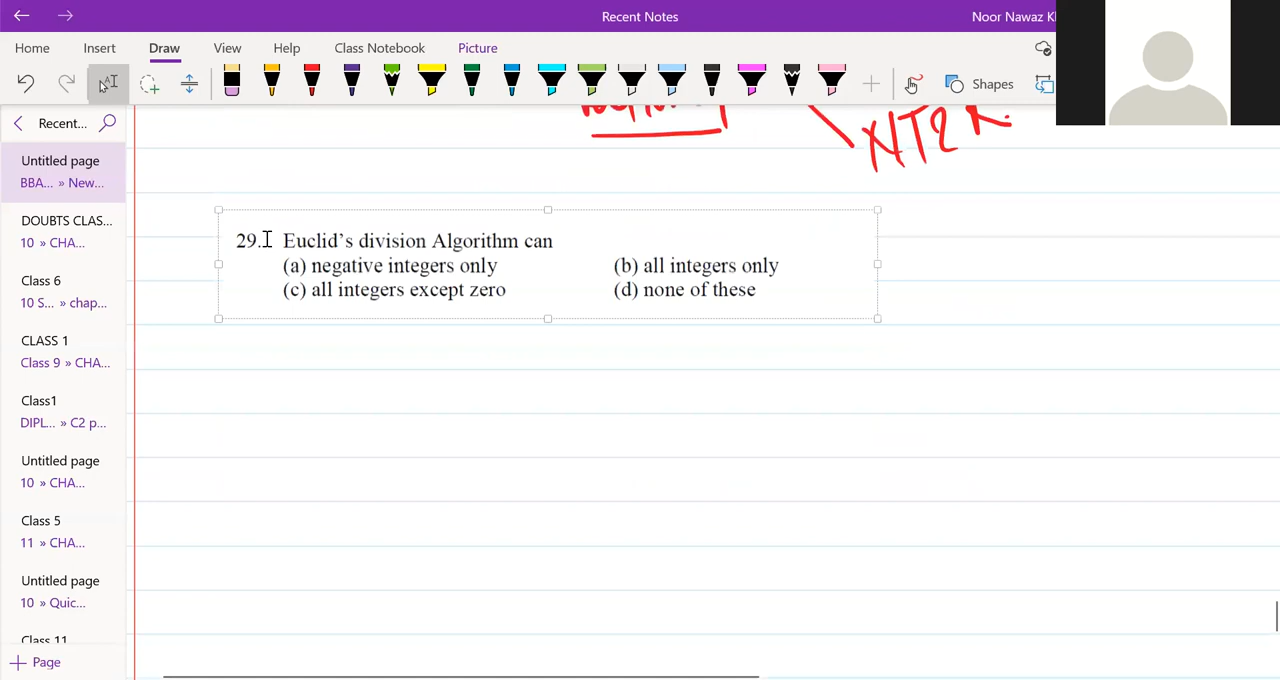 Recent Notes
Noor Nawaz
Home Insert Draw View Help Class Notebook Picture
Shapes
Recent...
Untitled page
BBA... » New...
DOUBTS CLAS...
10 » CHA...
Class 6
10 S... » chap...
CLASS 1
Class 9 » CHA...
Class1
DIPL... » C2 p...
Untitled page
10 » CHA...
Class 5
11 » CHA...
Untitled page
10 » Quic...
Class 11
Page
29. Euclid's division Algorithm can
(a) negative integers only (b) all integers only
(c) all integers except zero (d) none of these